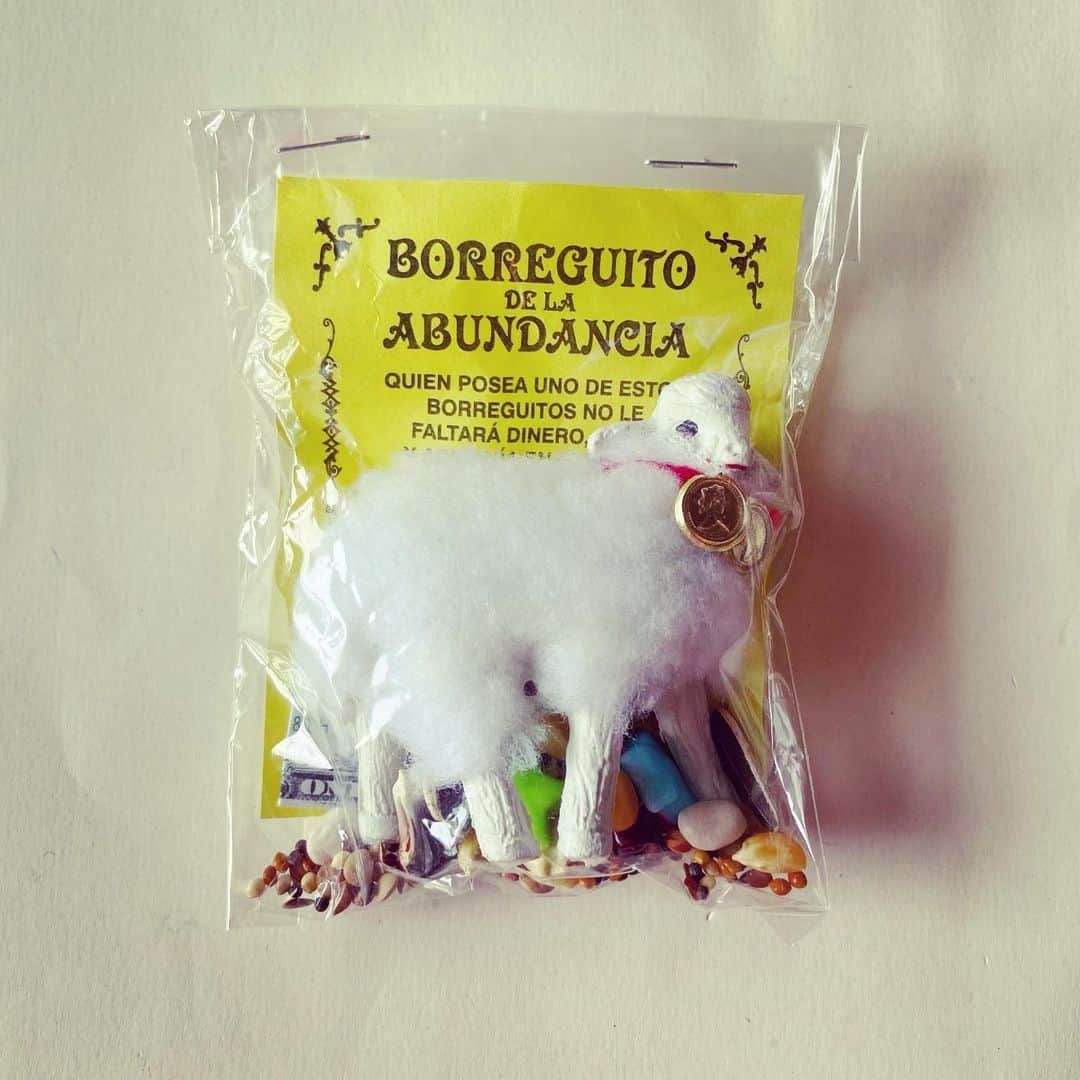 BORREGUITO
DE LA
ABUNDANCIA
QUIEN POSEA UNO DE ESTO
BORREGUITOS NO LE
FALTARÁ DINERO,